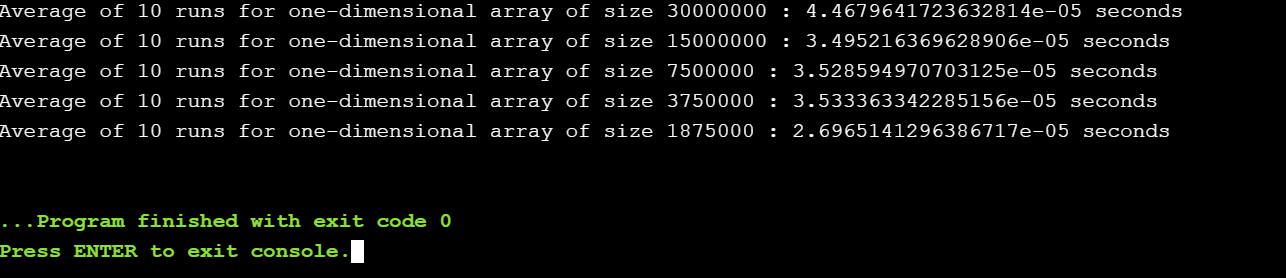 Average of 10 runs for one-dimensional array of size 30000000 : 4.4679641723632814e-05 seconds
Average of 10 runs for one-dimensional array of size 15000000 : 3.495216369628906e-05 seconds
Average of 10 runs for one-dimensional array of size 7500000 : 3.528594970703125e-05 seconds
Average of 10 runs for one-dimensional array of size 3750000 : 3.533363342285156e-05 seconds
Average of 10 runs for one-dimensional array of size 1875000 : 2.6965141296386717e-05 seconds
...Program finished with exit code 0
Press ENTER to exit console.